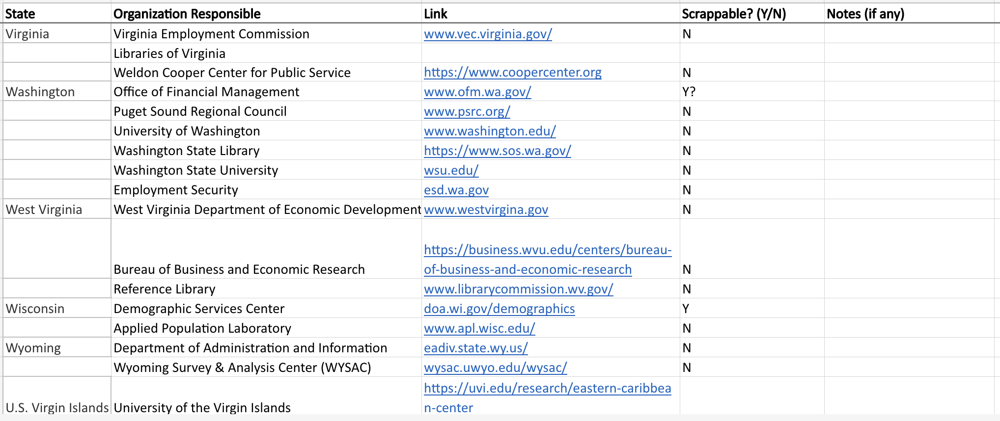 State Organization Responsible Link Scrappable? (Y/N) Notes (if any)
Virginia Virginia Employment Commission www.vec.virginia.gov/ N
Libraries of Virginia
Weldon Cooper Center for Public Service https://www.coopercenter.org N
Washington Office of Financial Management www.ofm.wa.gov/ Y?
Puget Sound Regional Council www.psrc.org/ N
University of Washington www.washington.edu/ N
Washington State Library https://www.sos.wa.gov/ N
Washington State University wsu.edu/ N
Employment Security esd.wa.gov N
West Virginia West Virginia Department of Economic Development www.westvirgina.gov N
https://business.wvu.edu/centers/bureau-
Bureau of Business and Economic Research of-business-and-economic-research N
Reference Library www.librarycommission.wv.gov/ N
Wisconsin Demographic Services Center doa.wi.gov/demographics Y
Applied Population Laboratory www.apl.wisc.edu/ N
Wyoming Department of Administration and Information eadiv.state.wy.us/ N
Wyoming Survey & Analysis Center (WYSAC) wysac.uwyo.edu/wysac/ N
https://uvi.edu/research/eastern-caribbea
U.S. Virgin Islands University of the Virgin Islands n-center